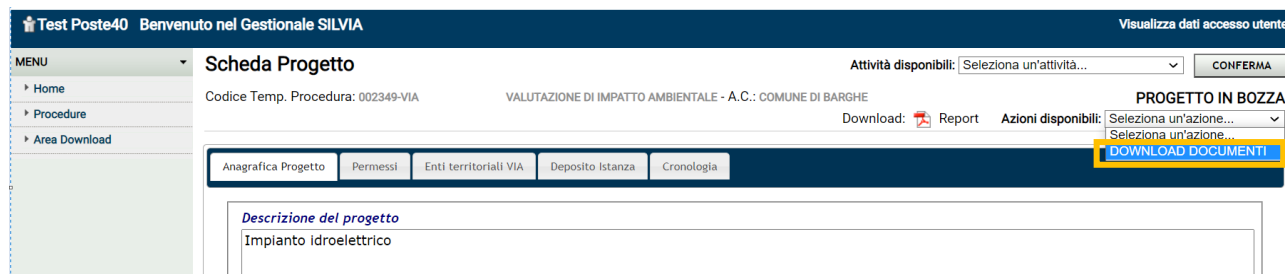 Test Poste40 Benvenuto nel Gestionale SILVIA
Visualizza dati accesso utente
MENU
Home
Procedure
Area Download
Scheda Progetto
Attività disponibili: Seleziona un'attività...
CONFERMA
Codice Temp. Procedura: 002349-VIA
VALUTAZIONE DI IMPATTO AMBIENTALE - A.C.: COMUNE DI BARGHE
PROGETTO IN BOZZA
Download: Report
Azioni disponibili: Seleziona un'azione...
Seleziona un'azione...
DOWNLOAD DOCUMENTI
Anagrafica Progetto
Permessi
Enti territoriali VIA
Deposito Istanza
Cronologia
Descrizione del progetto
Impianto idroelettrico